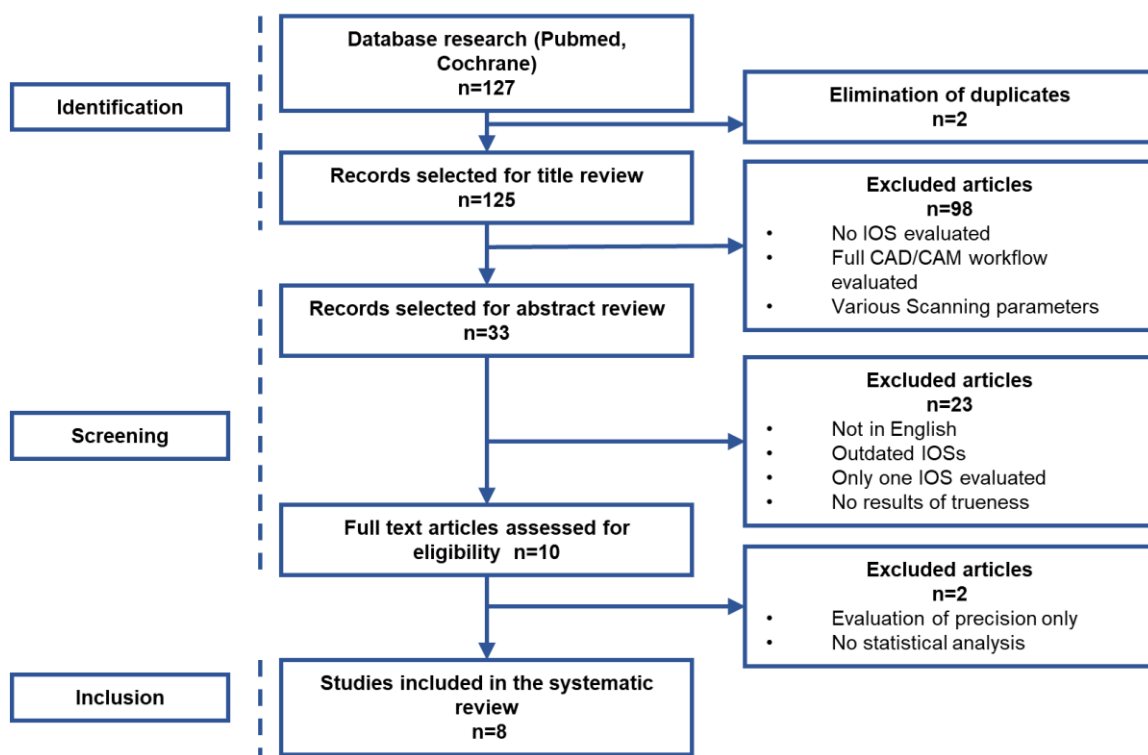 Database research (Pubmed,
Cochrane)
n=127
Identification
Elimination of duplicates
n=2
Records selected for title review
n=125
Excluded articles
n=98
• No IOS evaluated
• Full CAD/CAM workflow
evaluated
• Various Scanning parameters
Records selected for abstract review
n=33
Excluded articles
n=23
• Not in English
• Outdated IOSs
• Only one IOS evaluated
• No results of trueness
Screening
Full text articles assessed for
eligibility n=10
Excluded articles
n=2
• Evaluation of precision only
• No statistical analysis
Inclusion
Studies included in the systematic
review
n=8